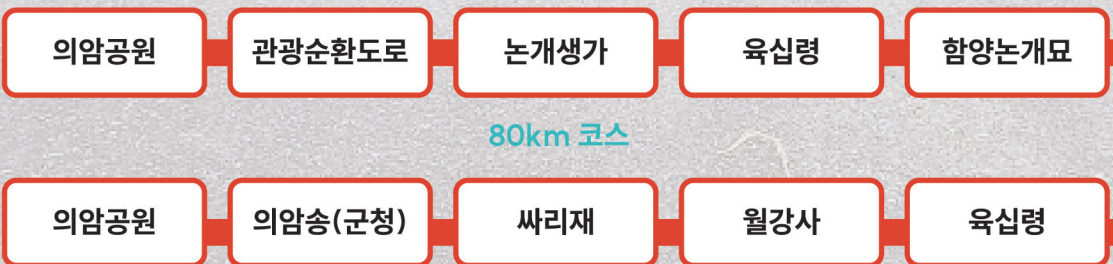 의암공원 관광순환도로 논개생가 육십령 함양논개묘
80km 코스
의암공원 의암송(군청) 싸리재 월강사 육십령